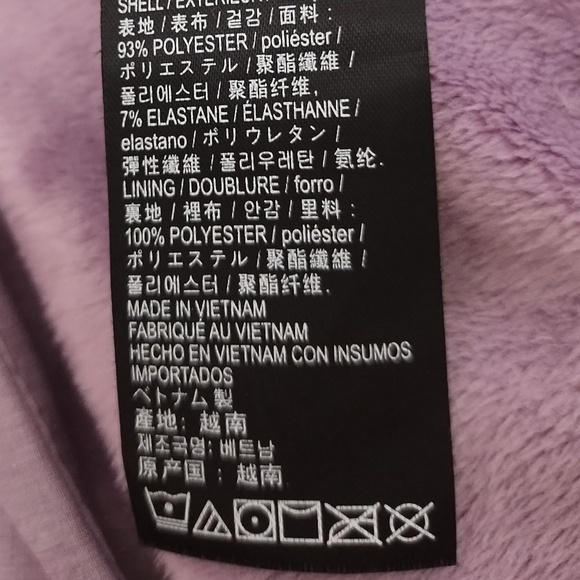 SHELL / EXTERIEUR
表地 / 表布 / 겉감 / 面料 :
93% POLYESTER / poliéster /
ポリエステル / 聚酯纖維 /
폴리에스터 / 聚酯纤维,
7% ELASTANE / ÉLASTHANNE /
elastano / ポリウレタン /
彈性纖維 / 폴리우레탄 / 氨纶.
LINING / DOUBLURE / forro /
裏地 / 裡布 / 안감 / 里料 :
100% POLYESTER / poliéster /
ポリエステル / 聚酯纖維 /
폴리에스터 / 聚酯纤维.
MADE IN VIETNAM
FABRIQUÉ AU VIETNAM
HECHO EN VIETNAM CON INSUMOS
IMPORTADOS
ベトナム 製
產地: 越南
제조국명: 베트남
原产国 : 越南